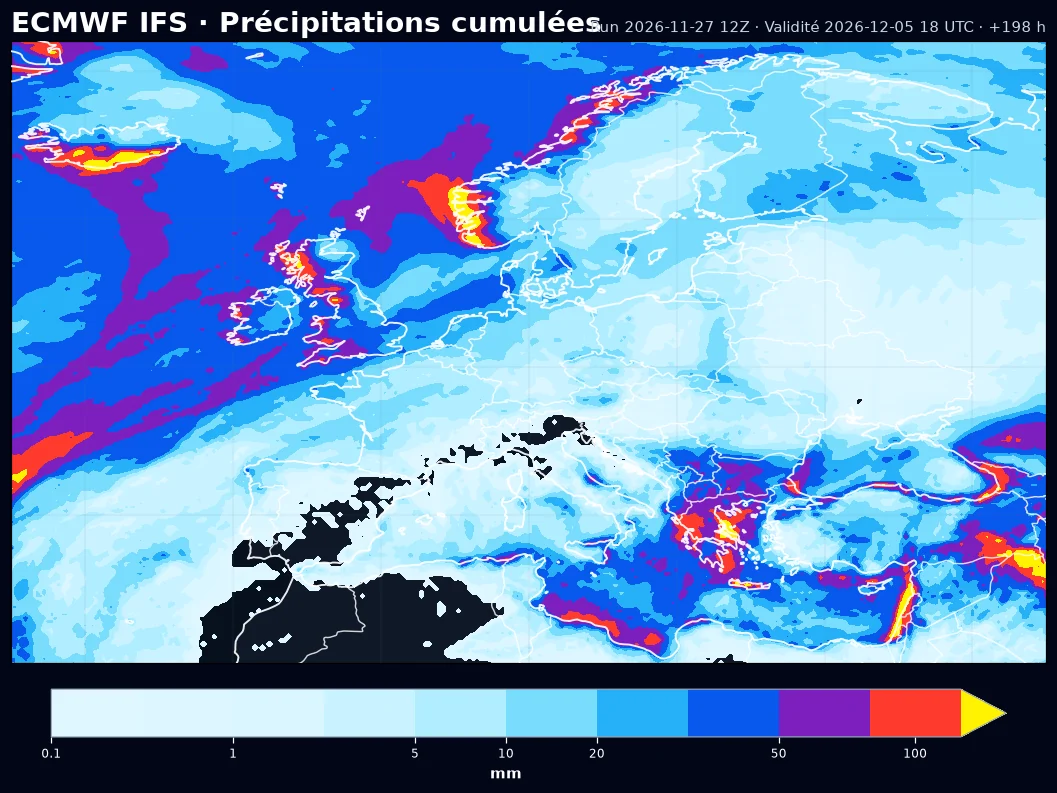 ECMWF IFS · Précipitations cumulées
Run 2026-11-27 12Z · Validité 2026-12-05 18 UTC · +198 h
0.1 1 5 10 20 50 100
mm